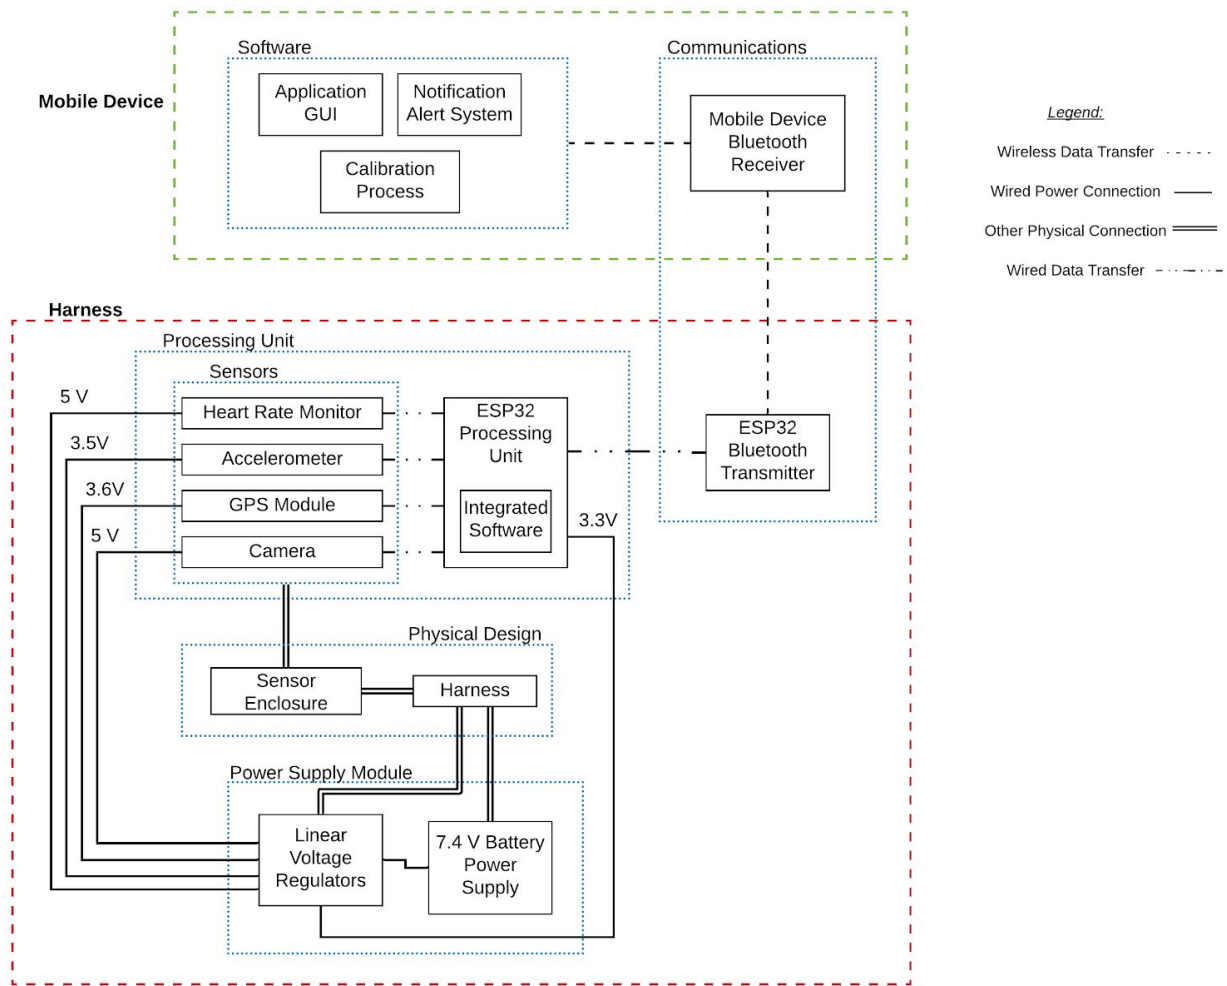 Software
Communications
Mobile Device
Application
GUI
Notification
Alert System
Calibration
Process
Mobile Device
Bluetooth
Receiver
Legend:
Wireless Data Transfer
Wired Power Connection
Other Physical Connection
Wired Data Transfer
Harness
Processing Unit
Sensors
5 V
Heart Rate Monitor
3.5V
Accelerometer
3.6V
GPS Module
5 V
Camera
ESP32
Processing
Unit
Integrated
Software
3.3V
ESP32
Bluetooth
Transmitter
Physical Design
Sensor
Enclosure
Harness
Power Supply Module
Linear
Voltage
Regulators
7.4 V Battery
Power
Supply